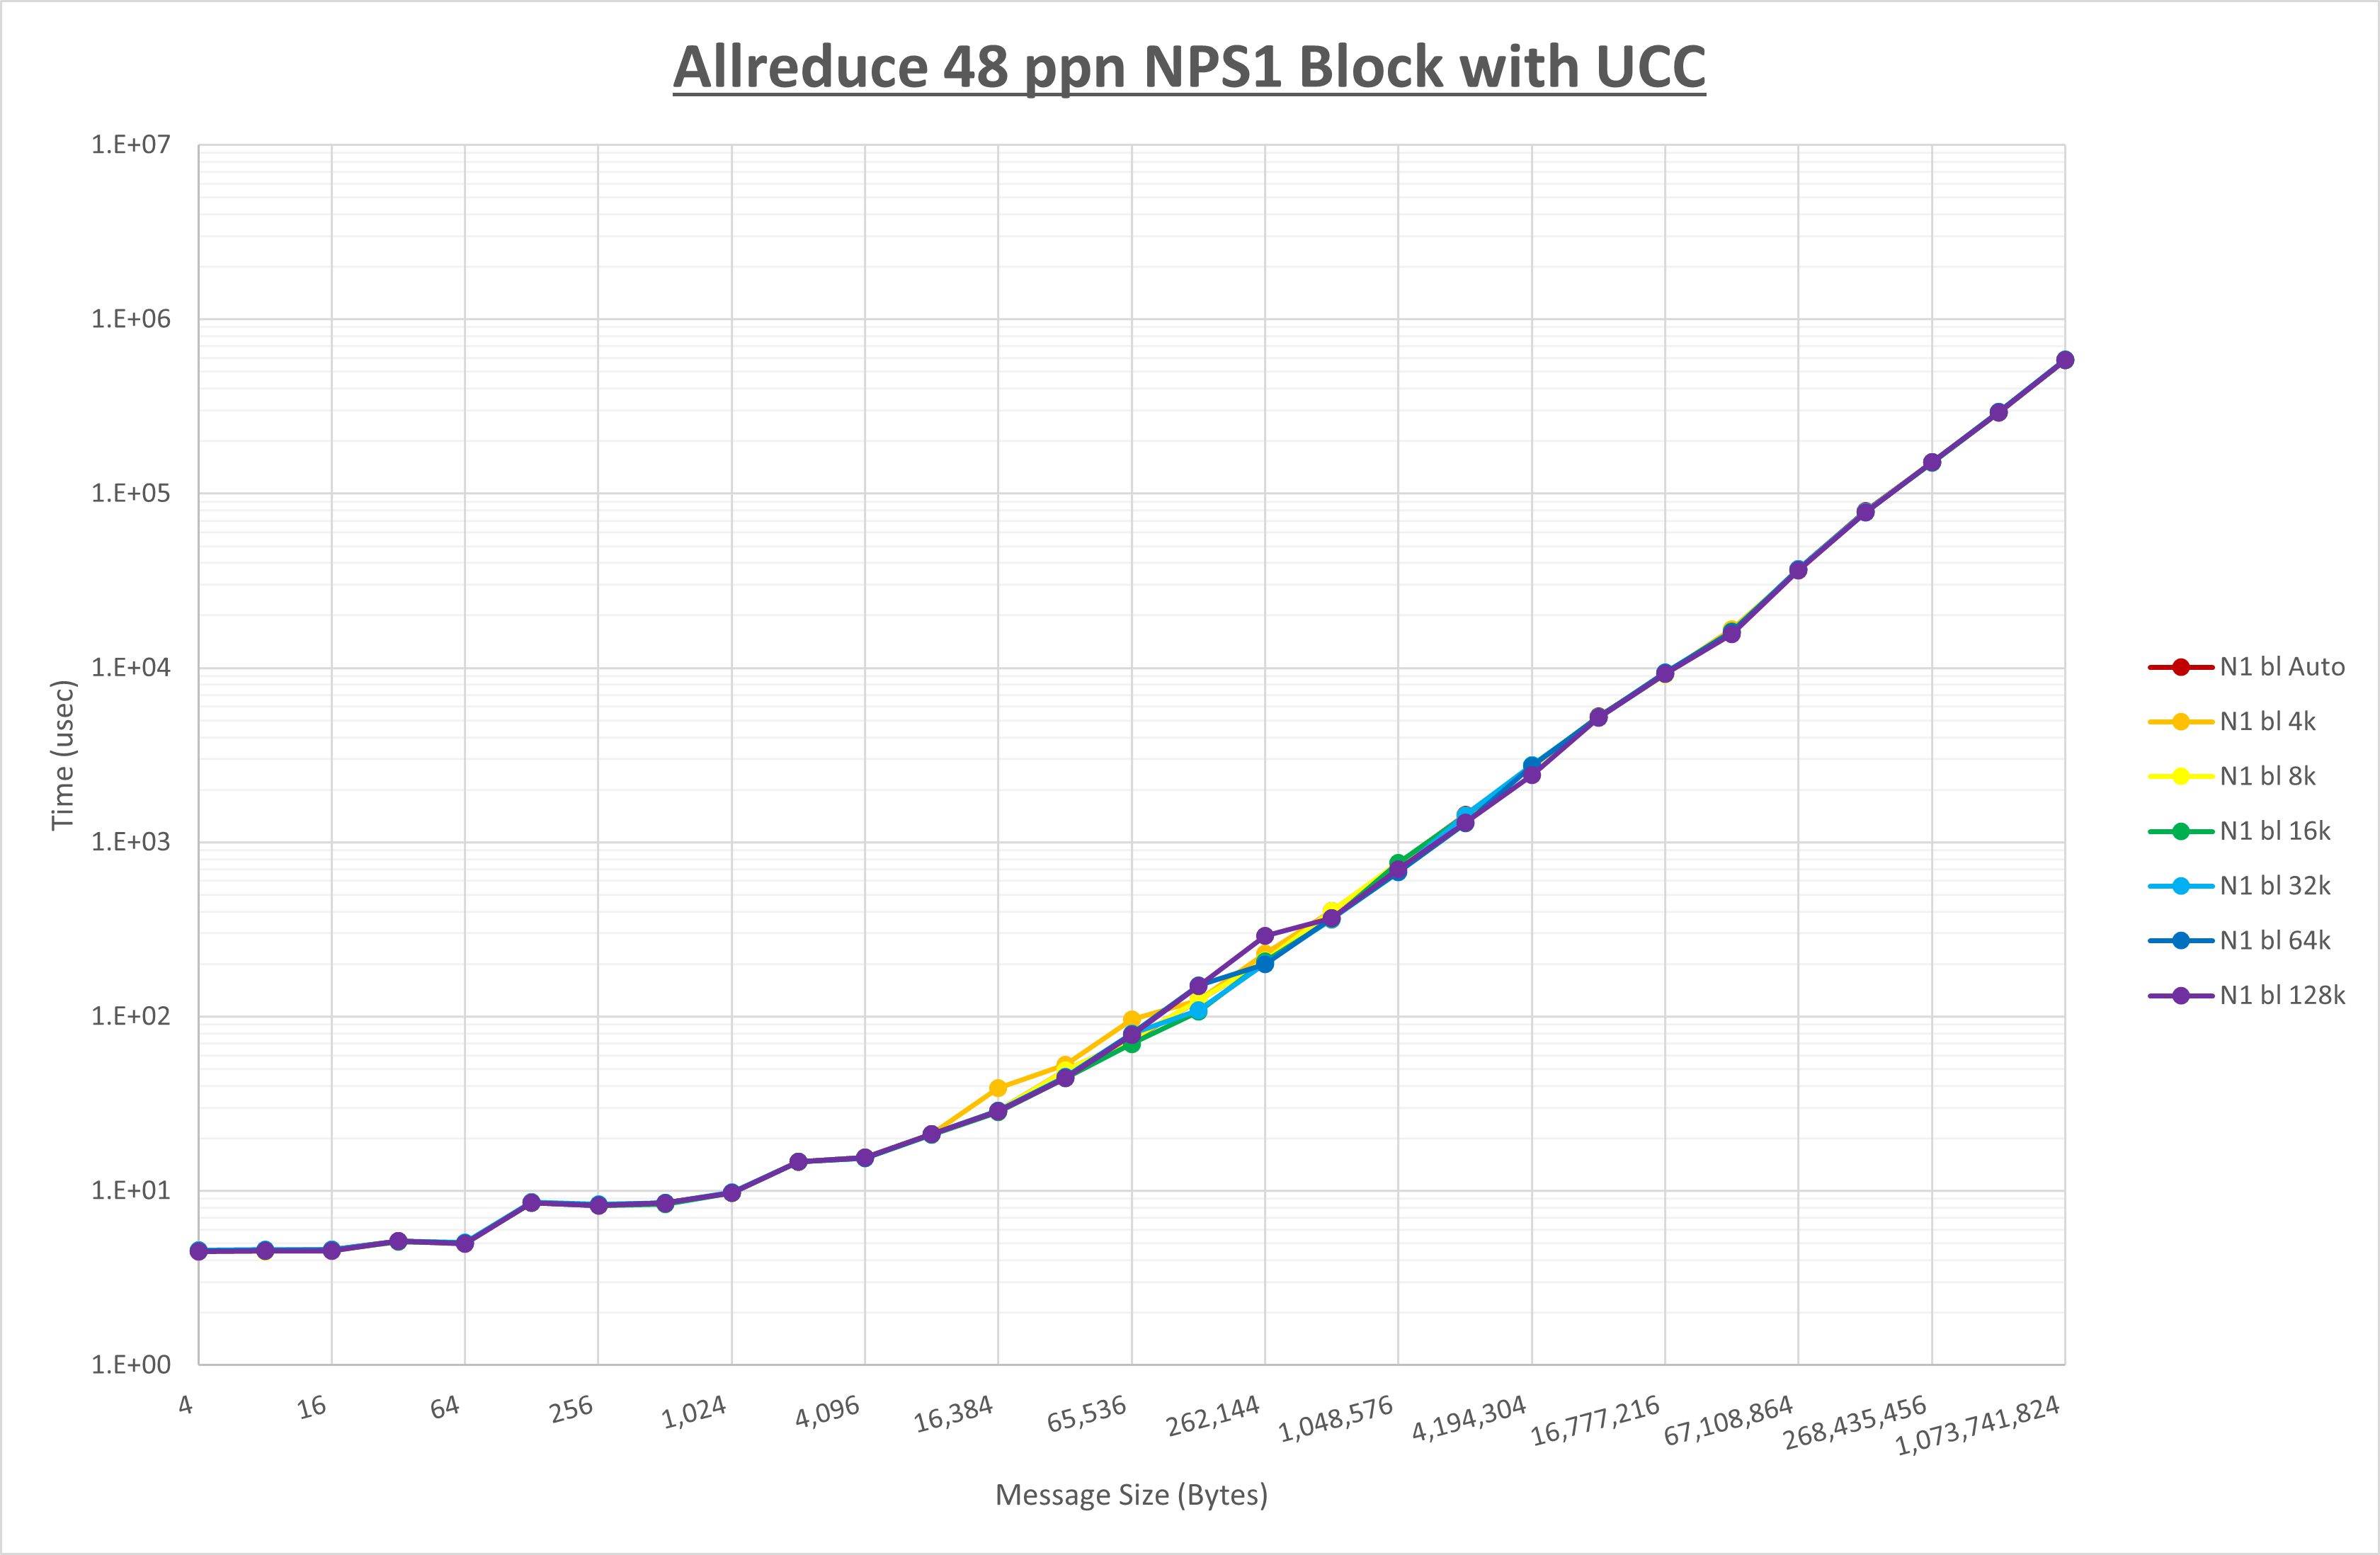 Allreduce 48 ppn NPS1 Block with UCC
1.E+07
1.E+06
1.E+05
1.E+04
1.E+03
1.E+02
1.E+01
1.E+00
Time (usec)
4
16
64
256
1,024
4,096
16,384
65,536
262,144
1,048,576
4,194,304
16,777,216
67,108,864
268,435,456
1,073,741,824
Message Size (Bytes)
N1 bl Auto
N1 bl 4k
N1 bl 8k
N1 bl 16k
N1 bl 32k
N1 bl 64k
N1 bl 128k